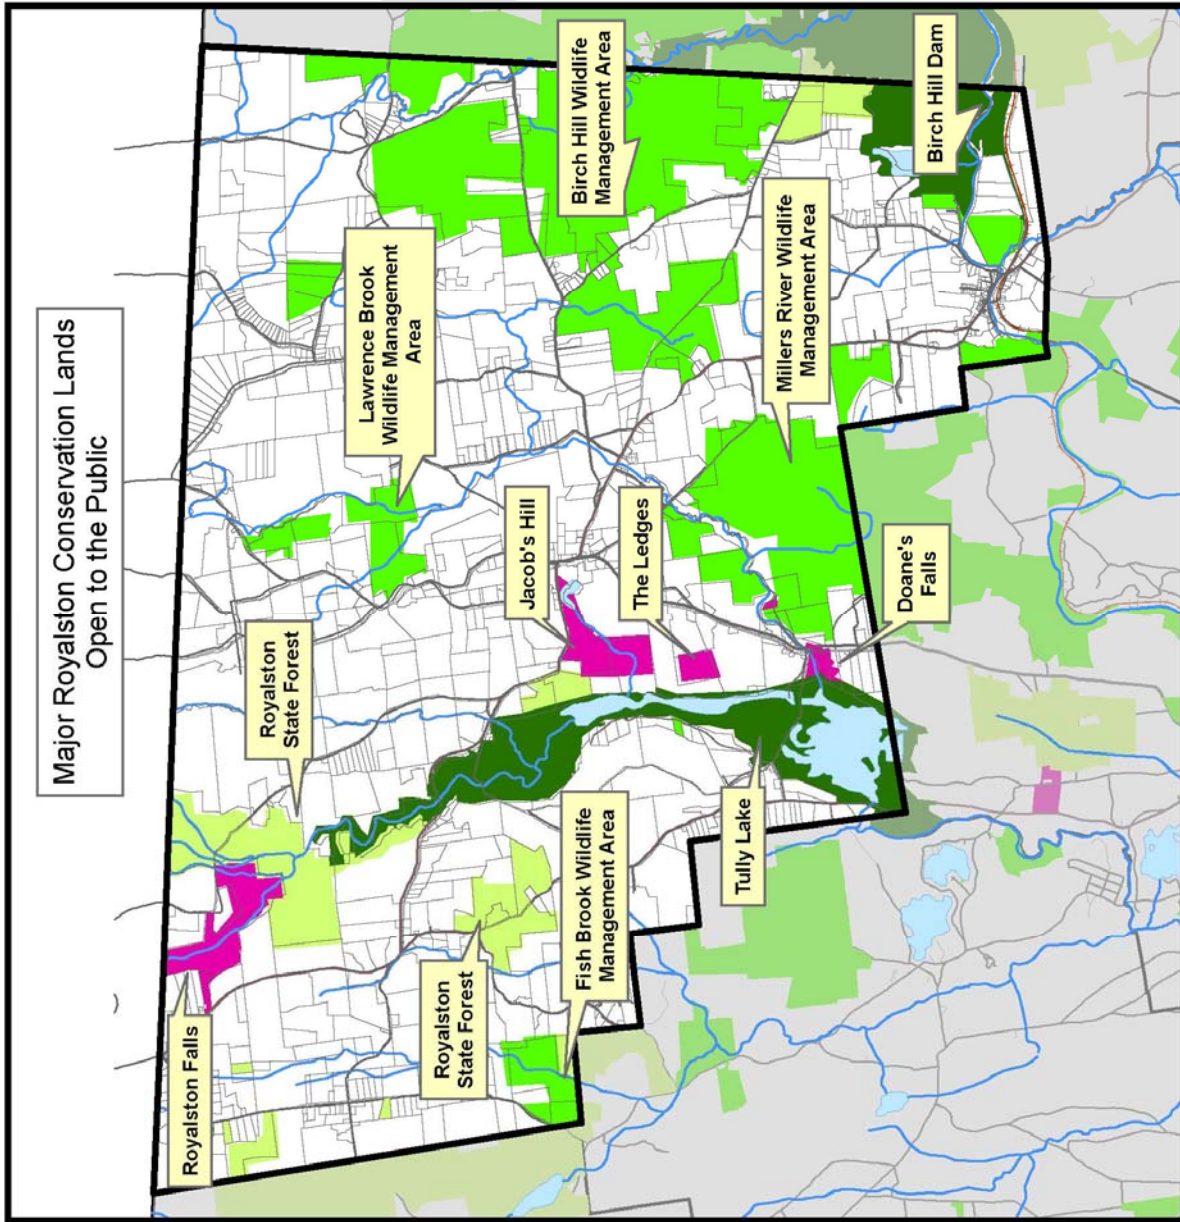 Major Royalston Conservation Lands
Open to the Public
Royalston Falls
Royalston
State Forest
Lawrence Brook
Wildlife Management
Area
Birch Hill Wildlife
Management Area
Royalston
State Forest
Jacob's Hill
Fish Brook Wildlife
Management Area
The Ledges
Tully Lake
Millers River Wildlife
Management Area
Doane's
Falls
Birch Hill Dam